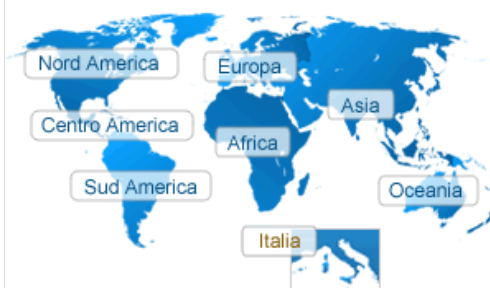 Nord America
Europa
Asia
Centro America
Africa
Sud America
Oceania
Italia